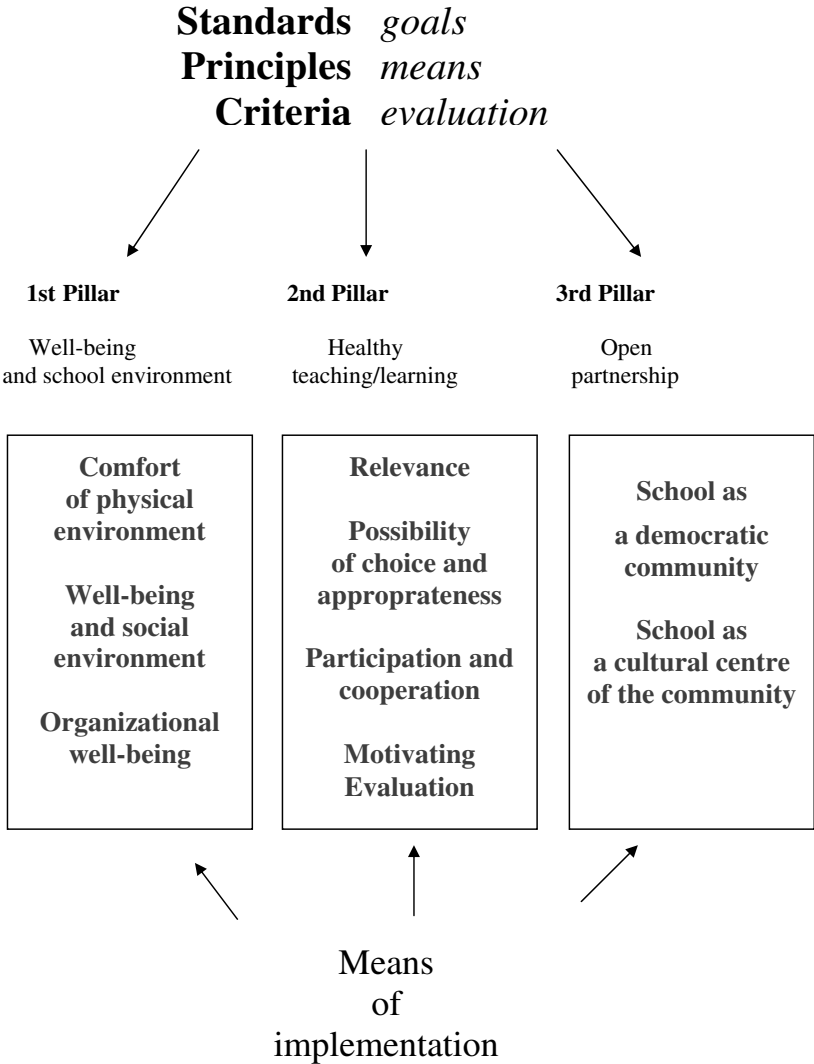 Standards goals
Principles means
Criteria evaluation
1st Pillar
Well-being
and school environment
Comfort
of physical
environment
Well-being
and social
environment
Organizational
well-being
2nd Pillar
Healthy
teaching/learning
Relevance
Possibility
of choice and
approprateness
Participation and
cooperation
Motivating
Evaluation
3rd Pillar
Open
partnership
School as
a democratic
community
School as
a cultural centre
of the community
Means
of
implementation